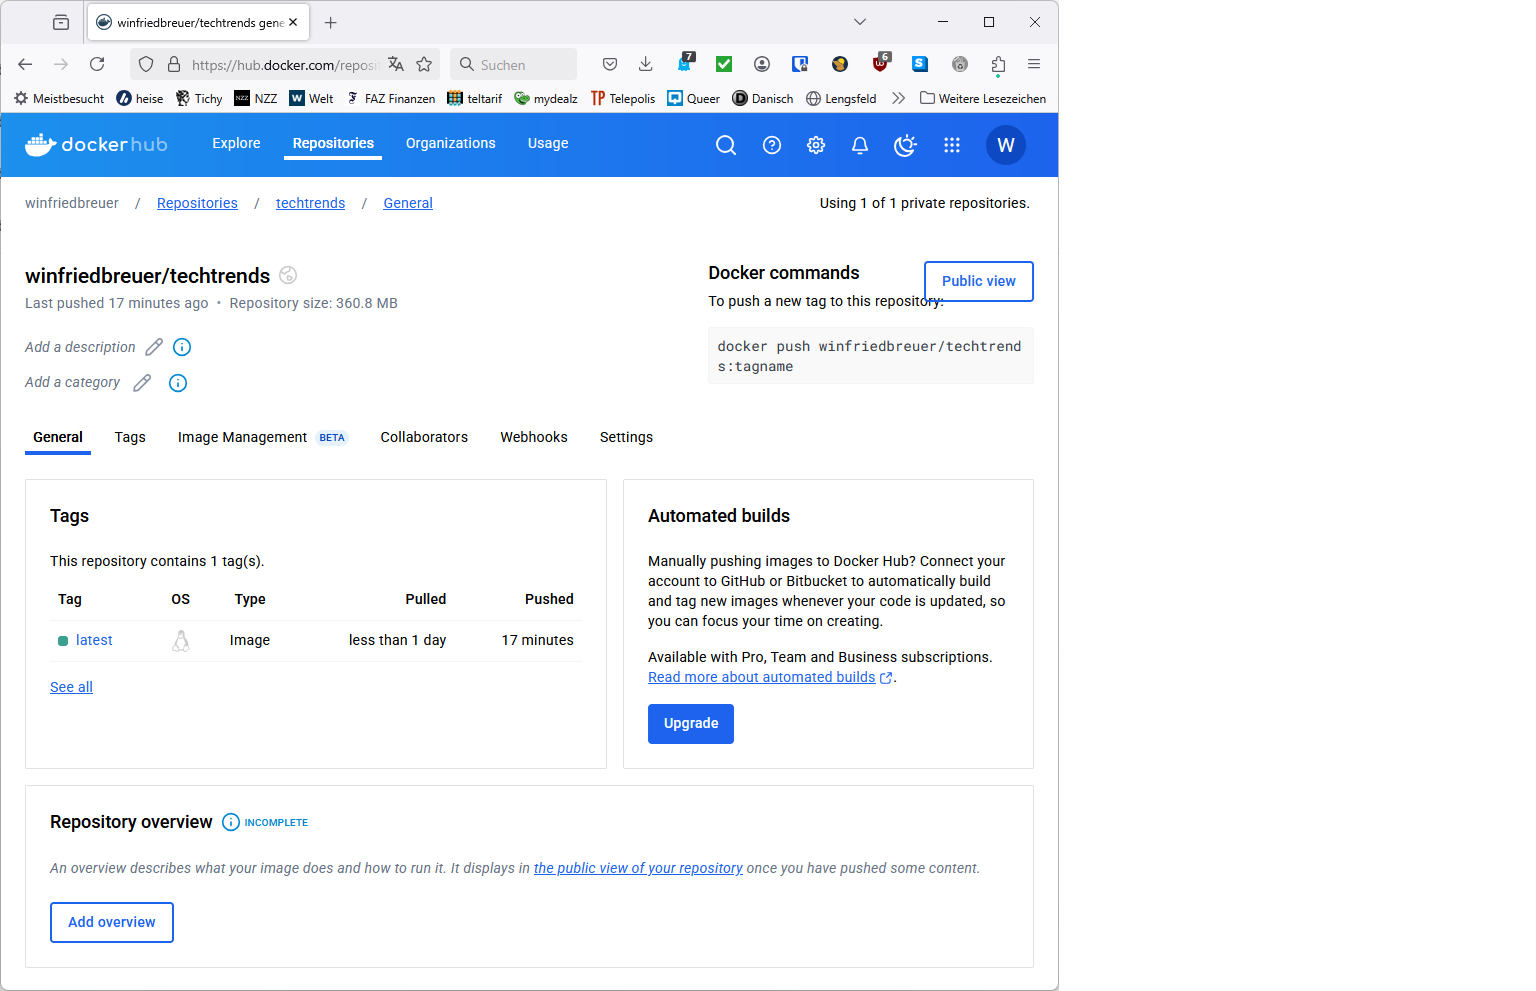 winfriedbreuer/techtrends gene
https://hub.docker.com/reposi
Suchen
7
6
Meistbesucht
heise
Tichy
NZZ
NZZ
W
Welt
FAZ Finanzen
teltarif
mydealz
TP
Telepolis
Queer
Danisch
Lengsfeld
Weitere Lesezeichen
dockerhub
Explore
Repositories
Organizations
Usage
W
winfriedbreuer / Repositories / techtrends / General
Using 1 of 1 private repositories.
winfriedbreuer/techtrends
Last pushed 17 minutes ago • Repository size: 360.8 MB
Add a description
Add a category
Docker commands
Public view
To push a new tag to this repository:
docker push winfriedbreuer/techtrend
s:tagname
General
Tags
Image Management BETA
Collaborators
Webhooks
Settings
Tags
This repository contains 1 tag(s).
Tag OS Type Pulled Pushed
latest Image less than 1 day 17 minutes
See all
Automated builds
Manually pushing images to Docker Hub? Connect your
account to GitHub or Bitbucket to automatically build
and tag new images whenever your code is updated, so
you can focus your time on creating.
Available with Pro, Team and Business subscriptions.
Read more about automated builds .
Upgrade
Repository overview INCOMPLETE
An overview describes what your image does and how to run it. It displays in the public view of your repository once you have pushed some content.
Add overview